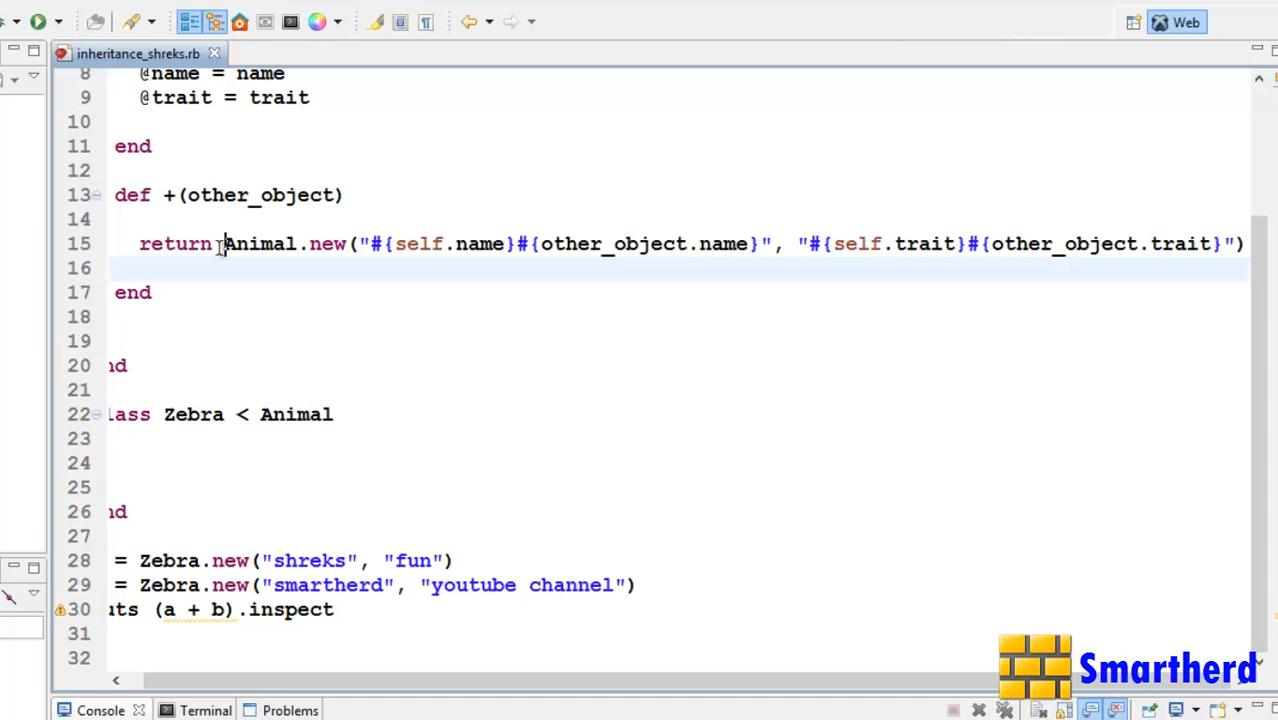 Web
inheritance_shreks.rb
8 @name = name
9 @trait = trait
10
11 end
12
13 def +(other_object)
14
15 return Animal.new("#{self.name}#{other_object.name}", "#{self.trait}#{other_object.trait}")
16
17 end
18
19
20 nd
21
22 lass Zebra < Animal
23
24
25
26 nd
27
28 = Zebra.new("shreks", "fun")
29 = Zebra.new("smartherd", "youtube channel")
30 uts (a + b).inspect
31
32
Smartherd
Console Terminal Problems